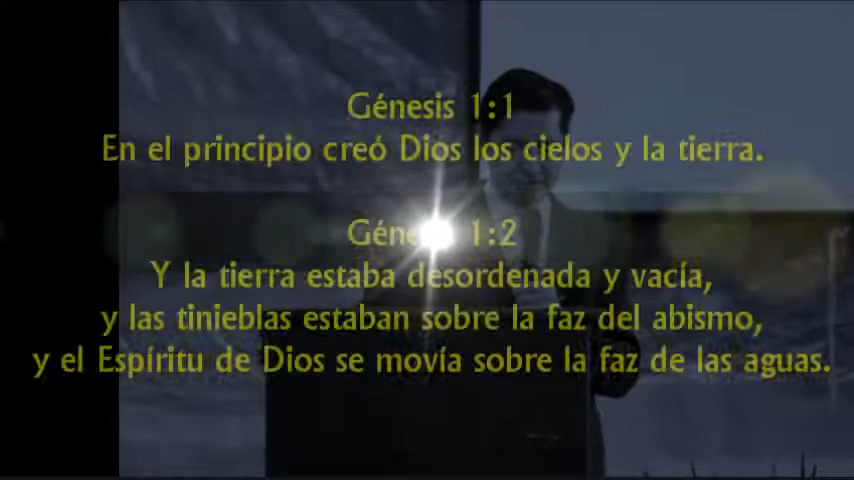 Génesis 1:1
En el principio creó Dios los cielos y la tierra.
Génesis 1:2
Y la tierra estaba desordenada y vacía,
y las tinieblas estaban sobre la faz del abismo,
y el Espíritu de Dios se movía sobre la faz de las aguas.